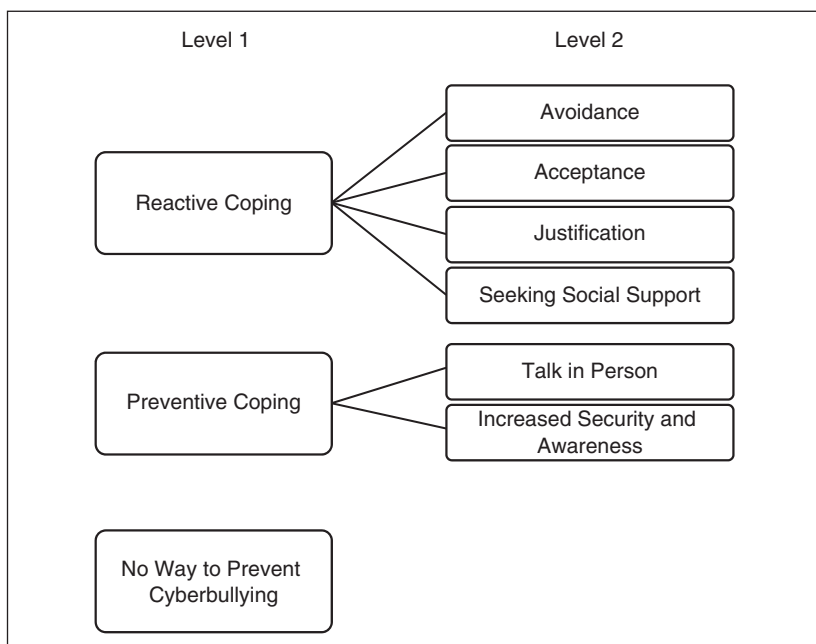 Level 1
Level 2
Reactive Coping
Avoidance
Acceptance
Justification
Seeking Social Support
Preventive Coping
Talk in Person
Increased Security and
Awareness
No Way to Prevent
Cyberbullying